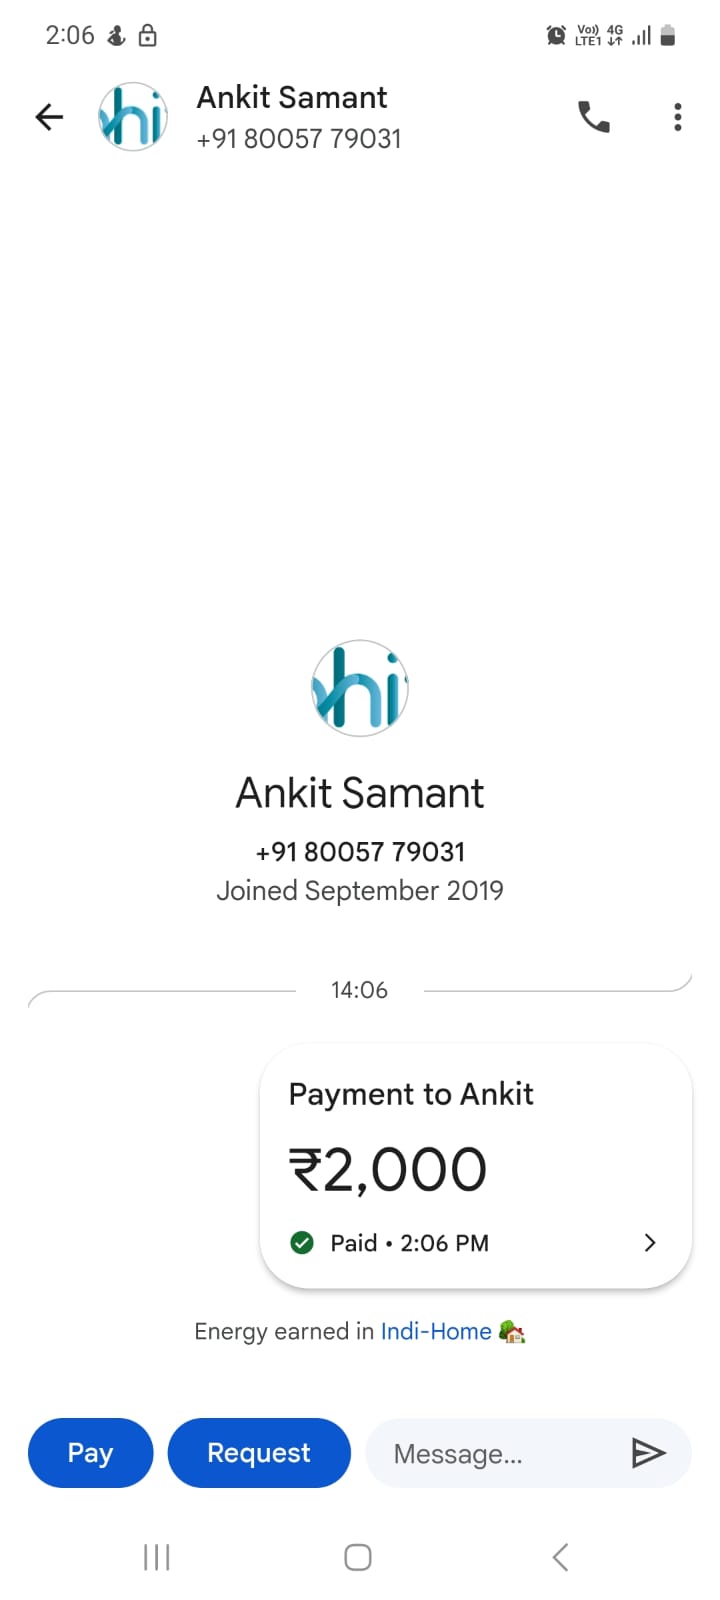 2:06
Vo)) 4G
LTE1
hi
Ankit Samant
+91 80057 79031
hi
Ankit Samant
+91 80057 79031
Joined September 2019
14:06
Payment to Ankit
₹2,000
Paid • 2:06 PM
Energy earned in Indi-Home
Pay
Request
Message...